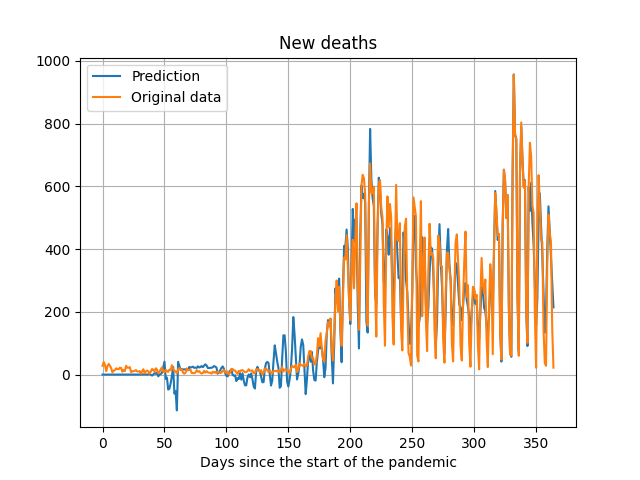 New deaths
Prediction
Original data
1000
800
600
400
200
0
0 50 100 150 200 250 300 350
Days since the start of the pandemic